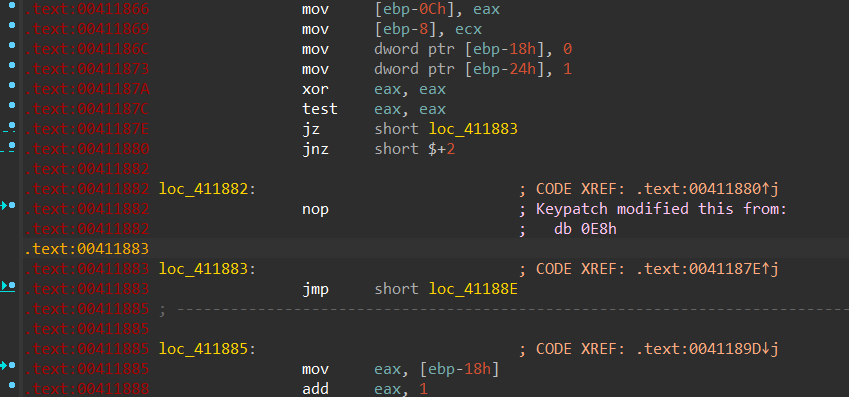 .text:00411866 mov [ebp-0Ch], eax
.text:00411869 mov [ebp-8], ecx
.text:0041186C mov dword ptr [ebp-18h], 0
.text:00411873 mov dword ptr [ebp-24h], 1
.text:0041187A xor eax, eax
.text:0041187C test eax, eax
.text:0041187E jz short loc_411883
.text:00411880 jnz short $+2
.text:00411882
.text:00411882 loc_411882: ; CODE XREF: .text:00411880↑j
.text:00411882 nop ; Keypatch modified this from:
.text:00411882 ; db 0E8h
.text:00411883
.text:00411883 loc_411883: ; CODE XREF: .text:0041187E↑j
.text:00411883 jmp short loc_41188E
.text:00411885 ; ---------------------------------------------------------------------------
.text:00411885
.text:00411885 loc_411885: ; CODE XREF: .text:0041189D↓j
.text:00411885 mov eax, [ebp-18h]
.text:00411888 add eax, 1